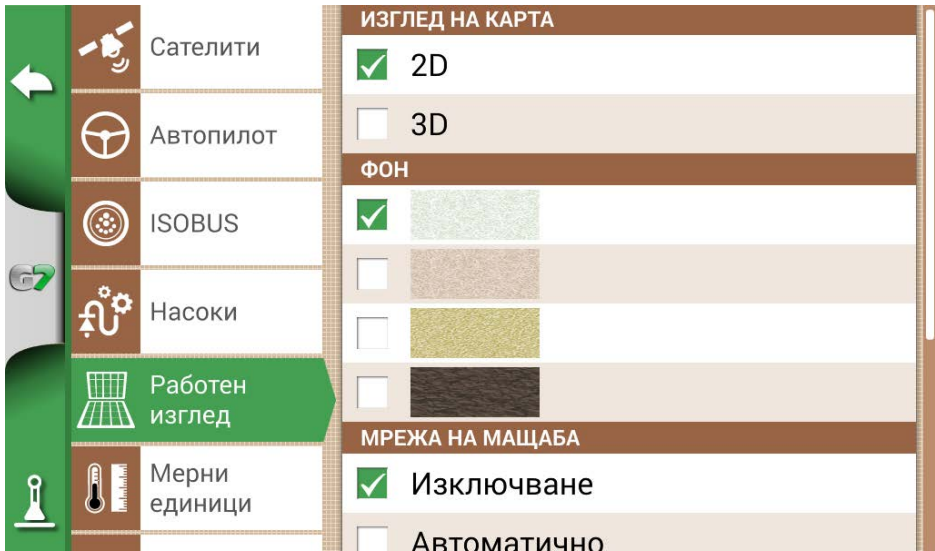 Сателити
Автопилот
ISOBUS
G7
Насоки
Работен
изглед
Мерни
единици
ИЗГЛЕД НА КАРТА
2D
3D
ФОН
МРЕЖА НА МАЩАБА
Изключване
Автоматично